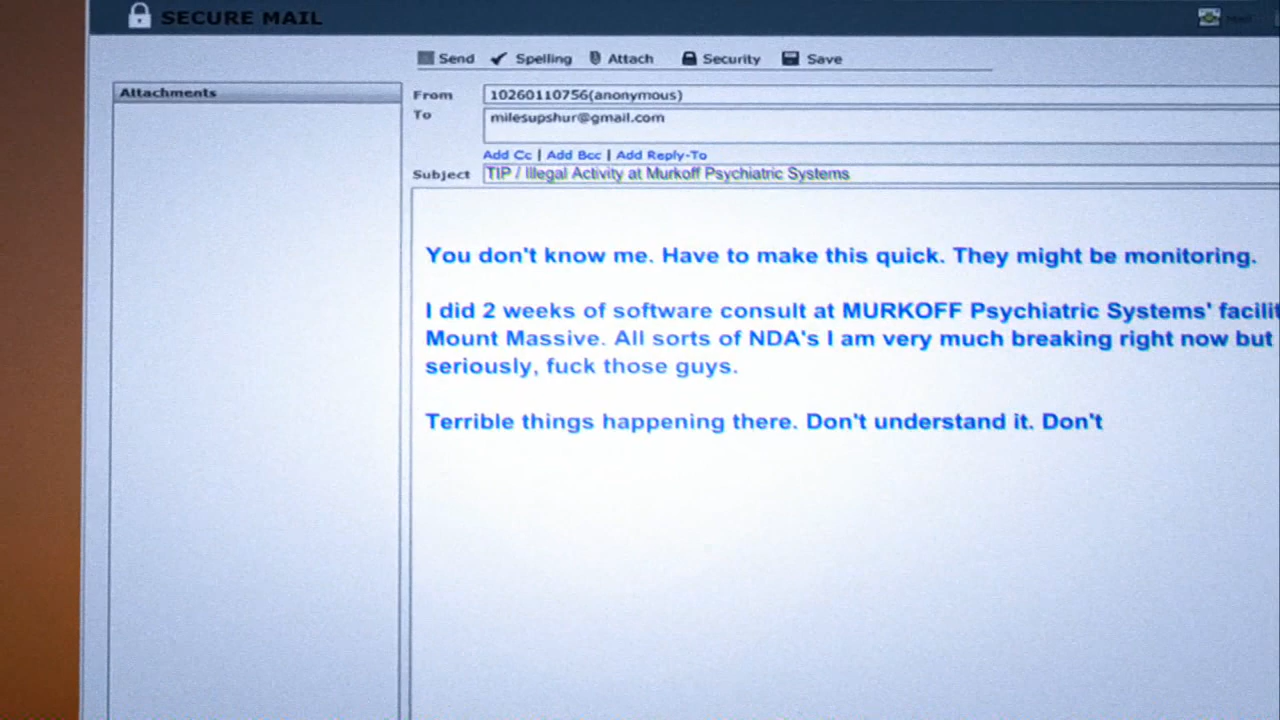 SECURE MAIL
Send Spelling Attach Security Save
Attachments
From 10260110756(anonymous)
To milesupshur@gmail.com
Add Cc | Add Bcc | Add Reply-To
Subject TIP / Illegal Activity at Murkoff Psychiatric Systems
You don't know me. Have to make this quick. They might be monitoring.
I did 2 weeks of software consult at MURKOFF Psychiatric Systems' facilit
Mount Massive. All sorts of NDA's I am very much breaking right now but
seriously, fuck those guys.
Terrible things happening there. Don't understand it. Don't